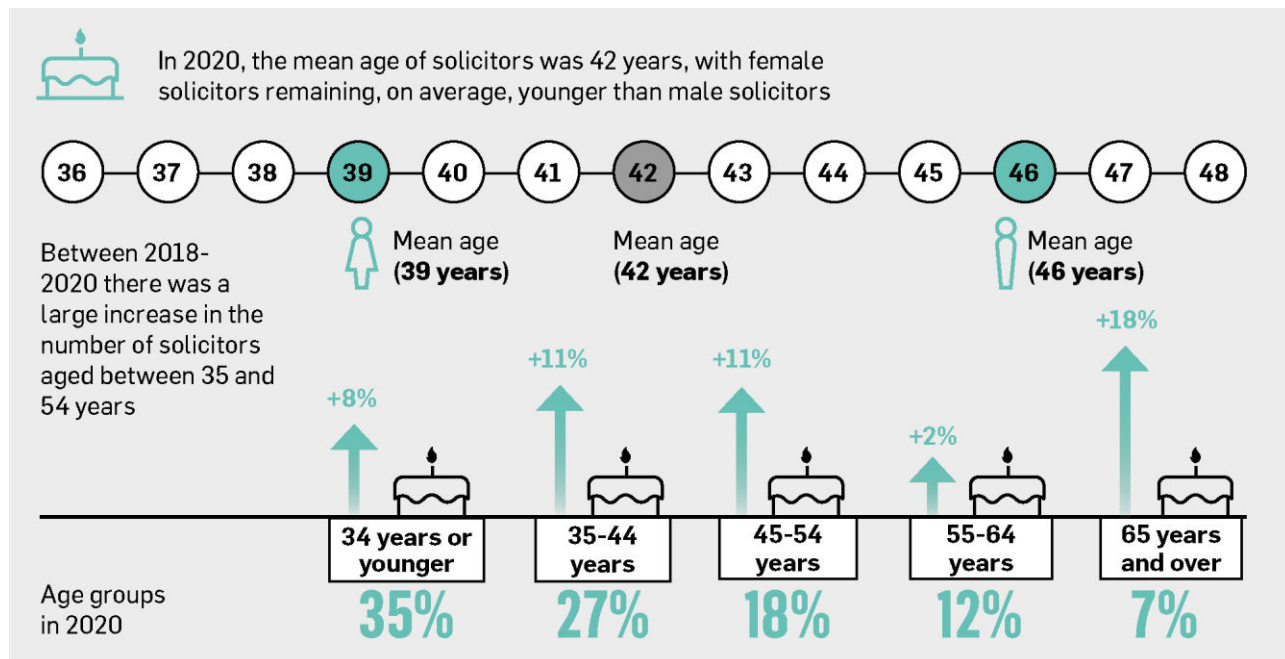 In 2020, the mean age of solicitors was 42 years, with female
solicitors remaining, on average, younger than male solicitors
36 37 38 39 40 41 42 43 44 45 46 47 48
Mean age
(39 years)
Mean age
(42 years)
Mean age
(46 years)
Between 2018-
2020 there was a
large increase in the
number of solicitors
aged between 35 and
54 years
+8%
+11%
+11%
+2%
+18%
34 years or
younger
35-44
years
45-54
years
55-64
years
65 years
and over
Age groups
in 2020
35% 27% 18% 12% 7%